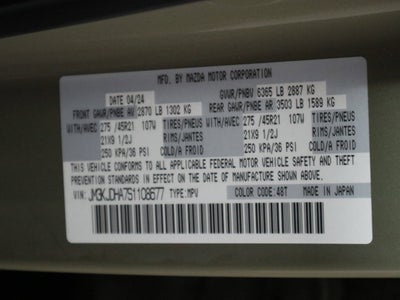 MFD. BY MAZDA MOTOR CORPORATION
DATE 04/24 GVWR/PNBV 6365 LB 2887 KG
FRONT GAWR/PNBE AV 2870 LB 1302 KG REAR GAWR/PNBE AR 3503 LB 1589 KG
WITH/AVEC 275 /45R21 107W TIRES/PNEUS WITH/AVEC 275 /45R21 107W TIRES/PNEUS
21X9 1/2J RIMS/JANTES 21X9 1/2J RIMS/JANTES
250 KPA/36 PSI COLD/A FROID 250 KPA/36 PSI COLD/A FROID
THIS VEHICLE CONFORMS TO ALL APPLICABLE FEDERAL MOTOR VEHICLE SAFETY AND THEFT
PREVENTION STANDARDS IN EFFECT ON THE DATE OF MANUFACTURE SHOWN ABOVE.
VIN: JM3KJDHA7S1108677 TYPE:MPV COLOR CODE:48T MADE IN JAPAN